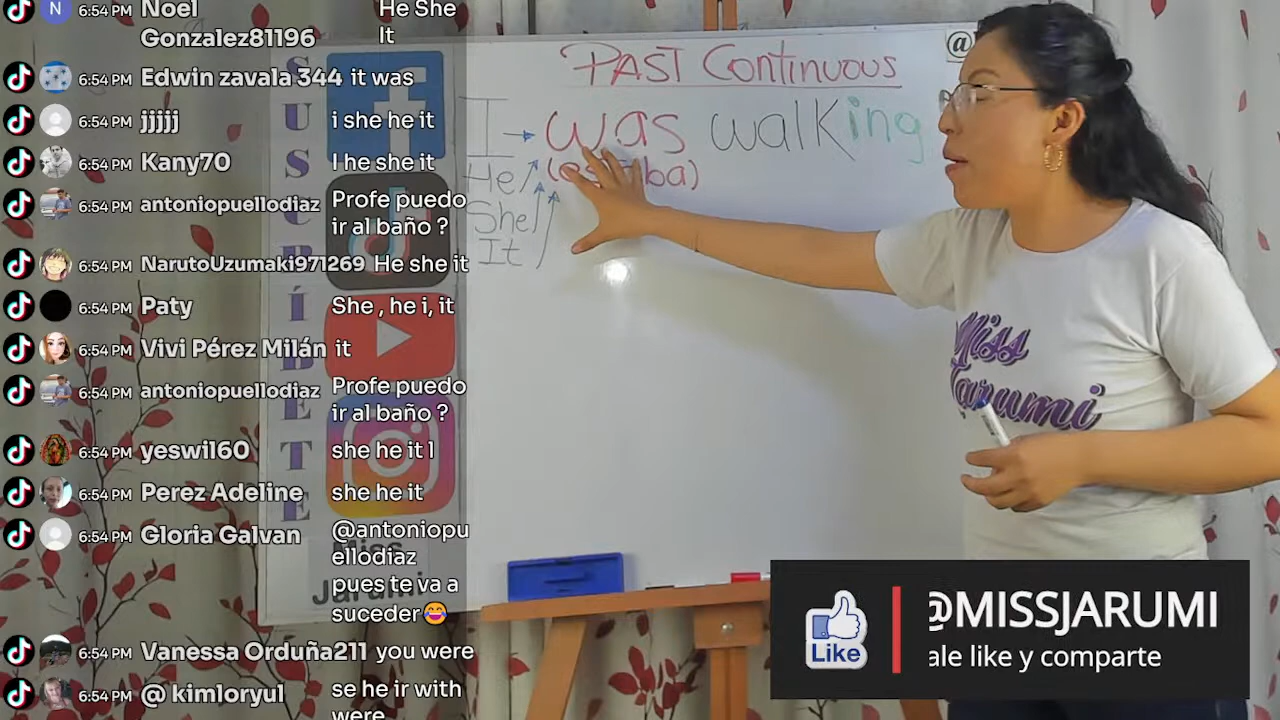 6:54 PM Noel Gonzalez81196 He She It
6:54 PM Edwin zavala 344 it was
6:54 PM jjjjj i she he it
6:54 PM Kany70 I he she it
6:54 PM antoniopuellodiaz Profe puedo
ir al baño ?
6:54 PM NarutoUzumaki971269 He she it
6:54 PM Paty She , he i, it
6:54 PM Vivi Pérez Milán it
6:54 PM antoniopuellodiaz Profe puedo
ir al baño ?
6:54 PM yeswil60 she he it I
6:54 PM Perez Adeline she he it
6:54 PM Gloria Galvan @antoniopu
ellodiaz
pues te va a
suceder😂
6:54 PM Vanessa Orduña211 you were
6:54 PM @ kimloryul se he ir with
were
S
U
S
C
R
Í
B
E
T
E
Jarumi
PAST Continuous
@
I → was walking
He
She
It
Miss
Jarumi
Like
@MISSJARUMI
ale like y comparte